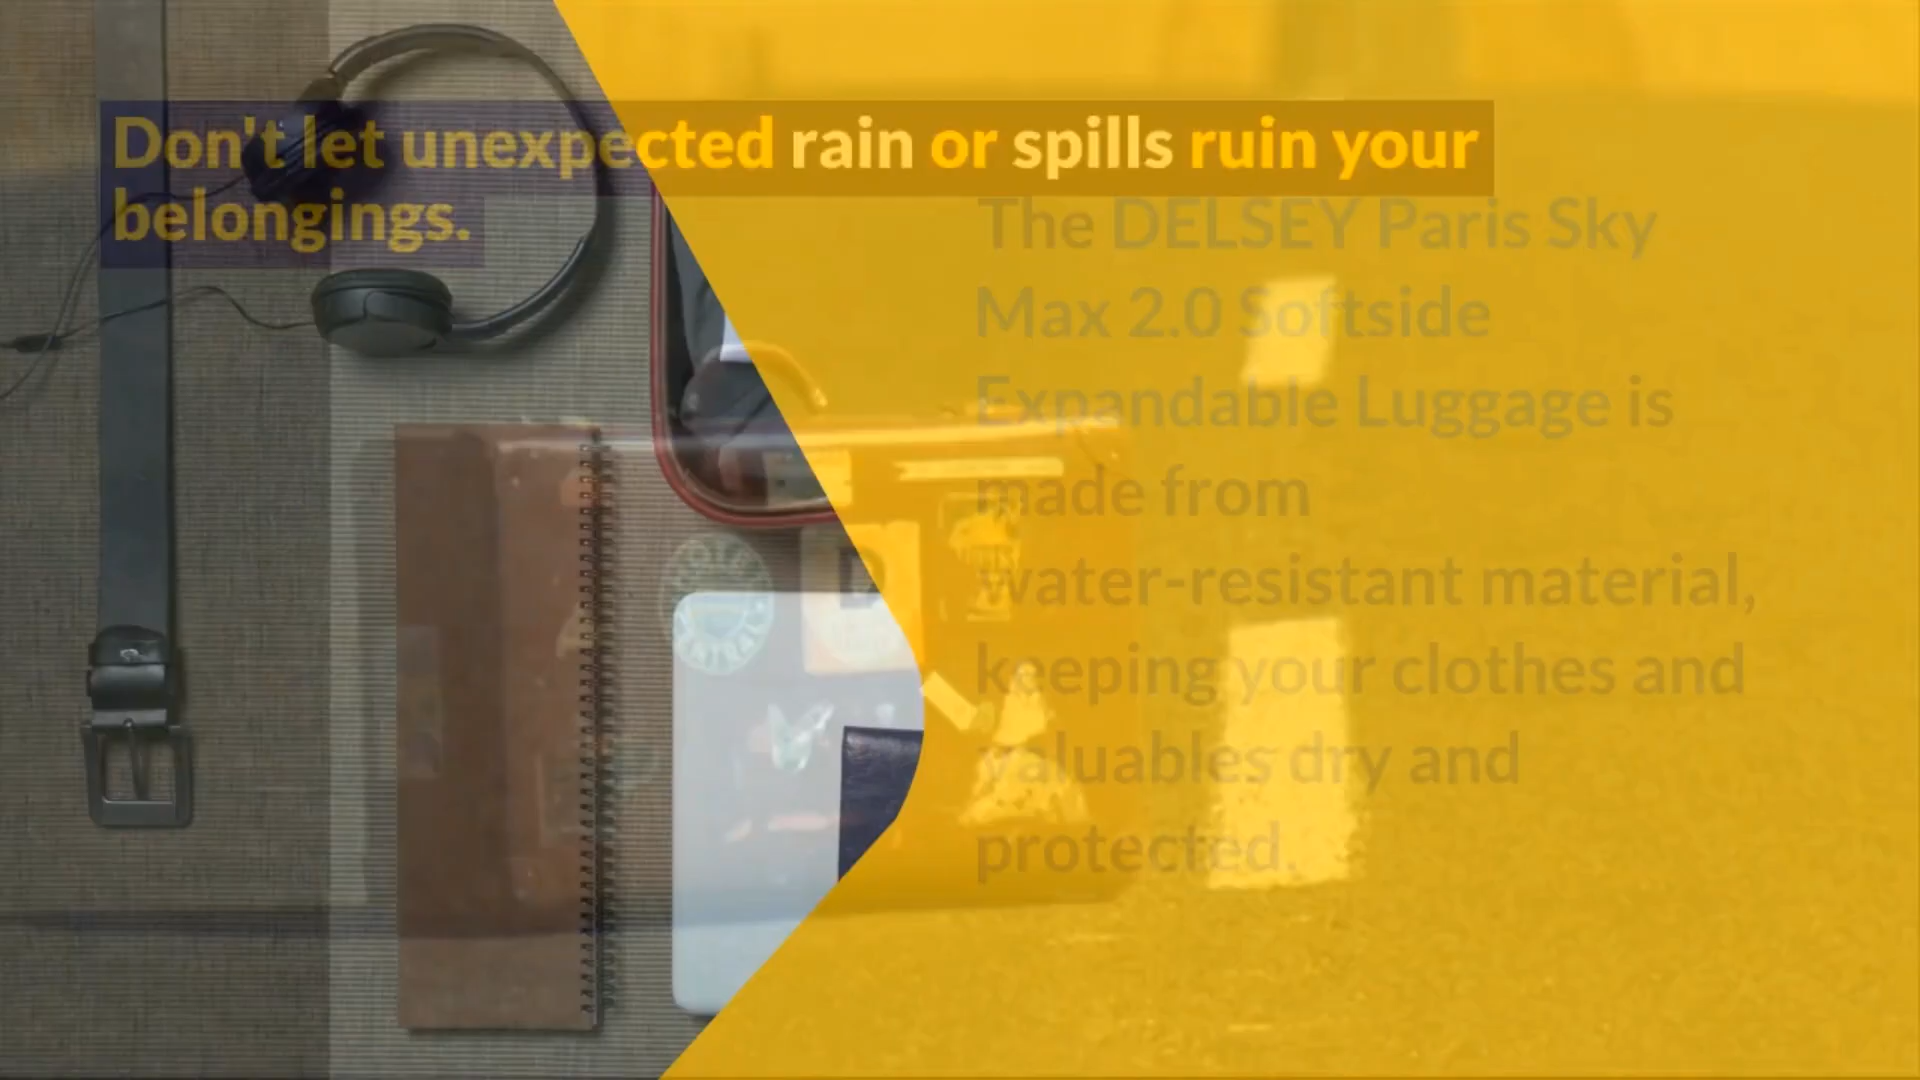 Don't let unexpected rain or spills ruin your
belongings.
The DELSEY Paris Sky
Max 2.0 Softside
Expandable Luggage is
made from
water-resistant material,
keeping your clothes and
valuables dry and
protected.